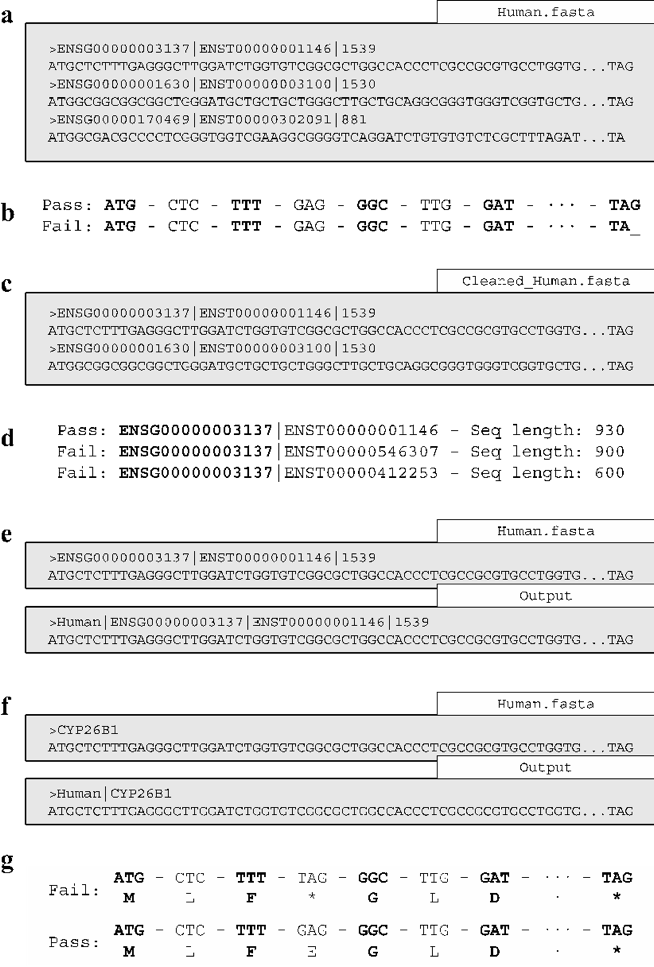 a
Human.fasta
>ENSG00000003137|ENST00000001146|1539
ATGCTCTTTGAGGGCTTGGATCTGGTGTCGGCGCTGGCCACCCTCGCCGCGTGCCTGGTG...TAG
>ENSG00000001630|ENST00000003100|1530
ATGGCGGCGGCGGCTGGGATGCTGCTGCTGGGCTTGCTGCAGGCGGGTGGGTCGGTGCTG...TAG
>ENSG00000170469|ENST00000302091|881
ATGGCGACGCCCCTCGGGTGGTCGAAGGCGGGGTCAGGATCTGTGTGTCTCGCTTTAGAT...TA
b
Pass: ATG - CTC - TTT - GAG - GGC - TTG - GAT - ··· - TAG
Fail: ATG - CTC - TTT - GAG - GGC - TTG - GAT - ··· - TA_
c
Cleaned_Human.fasta
>ENSG00000003137|ENST00000001146|1539
ATGCTCTTTGAGGGCTTGGATCTGGTGTCGGCGCTGGCCACCCTCGCCGCGTGCCTGGTG...TAG
>ENSG00000001630|ENST00000003100|1530
ATGGCGGCGGCGGCTGGGATGCTGCTGCTGGGCTTGCTGCAGGCGGGTGGGTCGGTGCTG...TAG
d
Pass: ENSG00000003137|ENST00000001146 - Seq length: 930
Fail: ENSG00000003137|ENST00000546307 - Seq length: 900
Fail: ENSG00000003137|ENST00000412253 - Seq length: 600
e
Human.fasta
>ENSG00000003137|ENST00000001146|1539
ATGCTCTTTGAGGGCTTGGATCTGGTGTCGGCGCTGGCCACCCTCGCCGCGTGCCTGGTG...TAG
Output
>Human|ENSG00000003137|ENST00000001146|1539
ATGCTCTTTGAGGGCTTGGATCTGGTGTCGGCGCTGGCCACCCTCGCCGCGTGCCTGGTG...TAG
f
Human.fasta
>CYP26B1
ATGCTCTTTGAGGGCTTGGATCTGGTGTCGGCGCTGGCCACCCTCGCCGCGTGCCTGGTG...TAG
Output
>Human|CYP26B1
ATGCTCTTTGAGGGCTTGGATCTGGTGTCGGCGCTGGCCACCCTCGCCGCGTGCCTGGTG...TAG
g
ATG - CTC - TTT - TAG - GGC - TTG - GAT - ··· - TAG
Fail:
M L F * G L D · *
ATG - CTC - TTT - GAG - GGC - TTG - GAT - ··· - TAG
Pass:
M L F E G L D · *